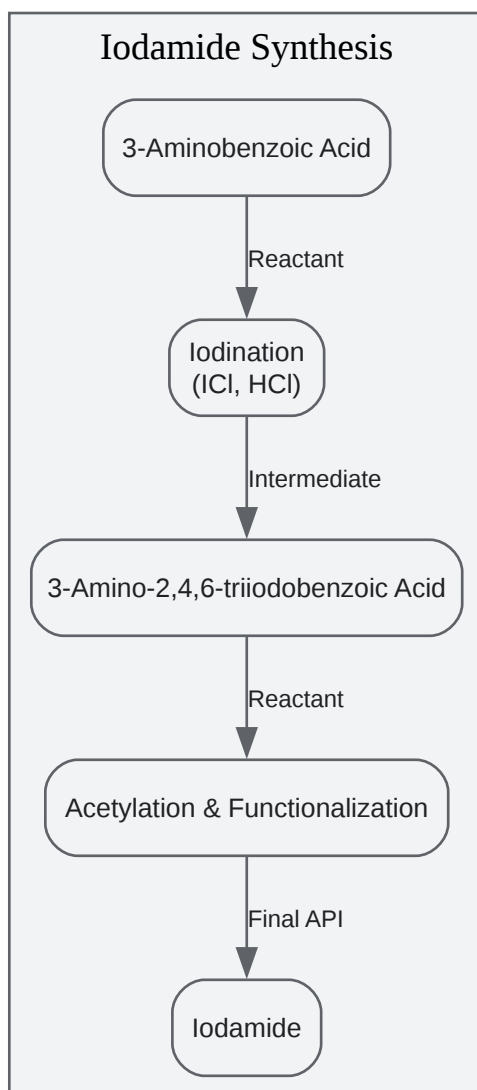 Iodamide Synthesis
3-Aminobenzoic Acid
Reactant
Iodination
(ICl, HCl)
Intermediate
3-Amino-2,4,6-triiodobenzoic Acid
Reactant
Acetylation & Functionalization
Final API
Iodamide